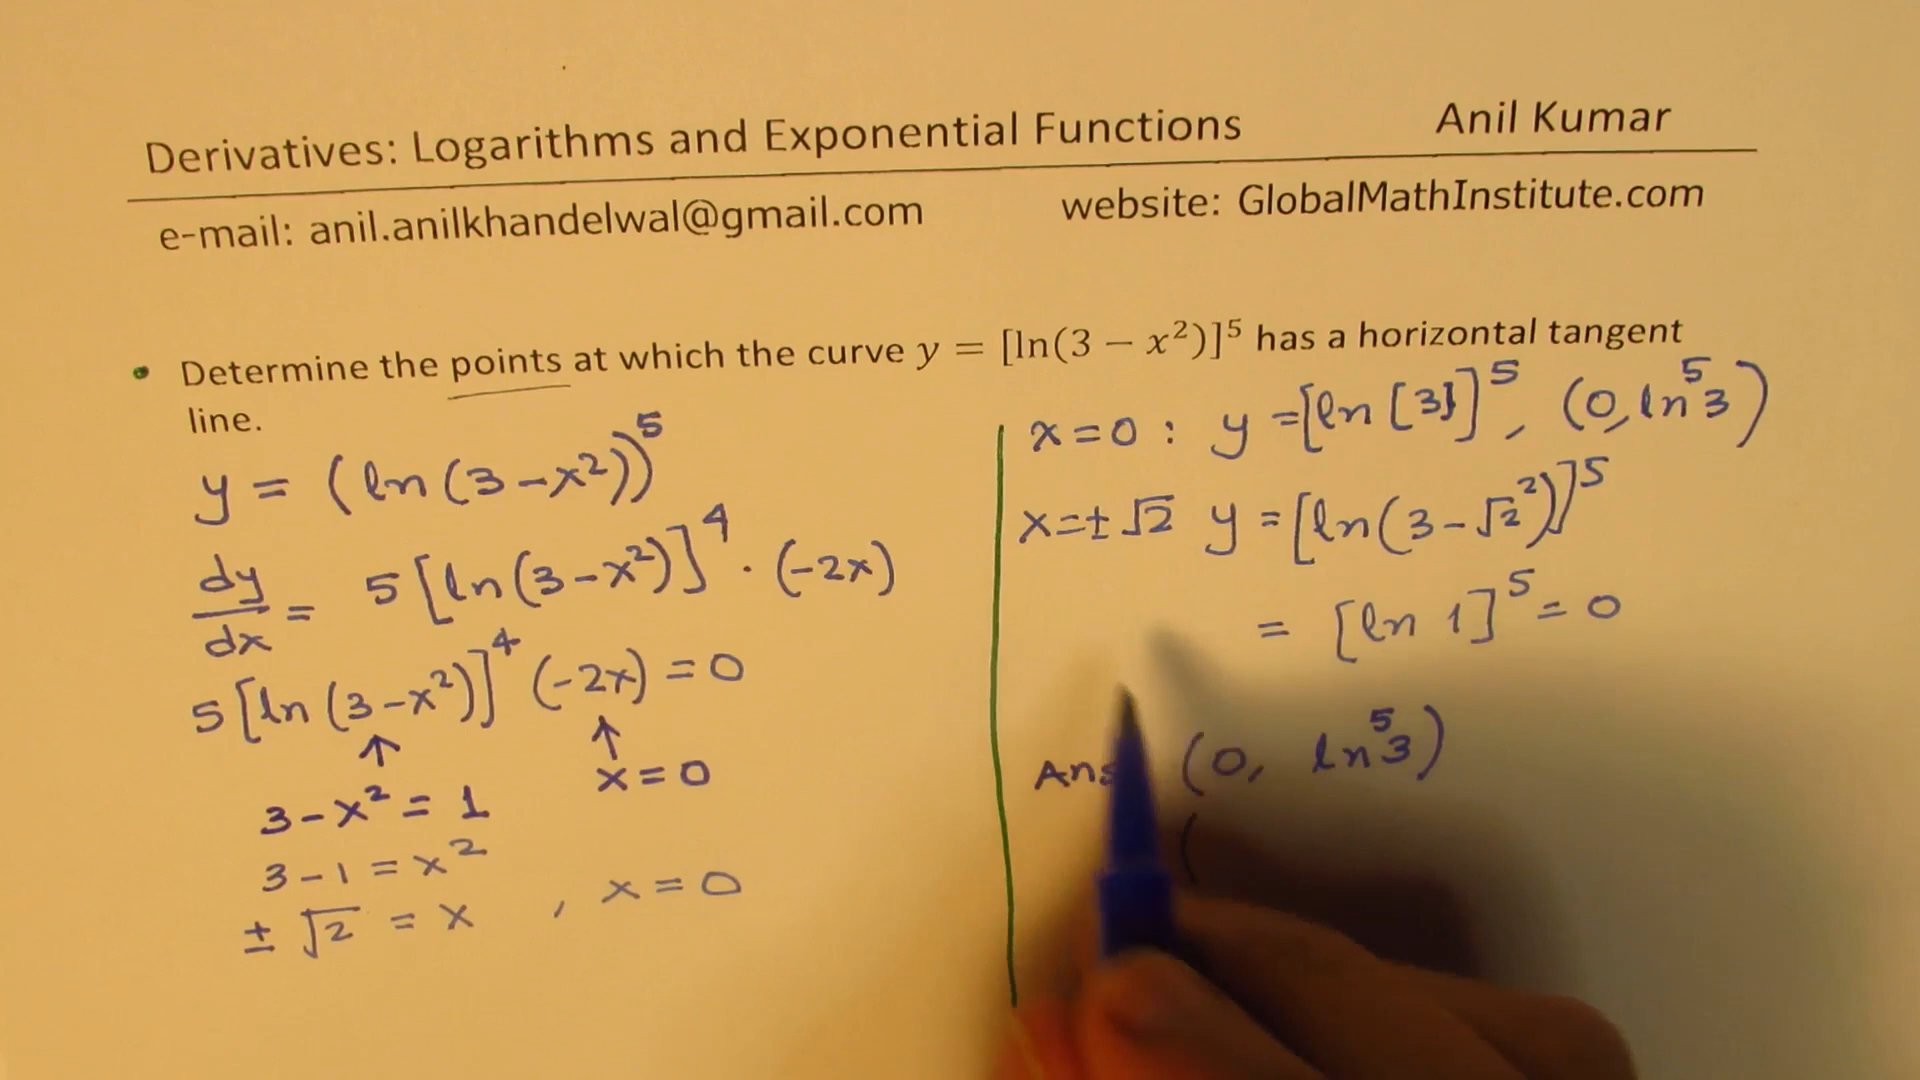 Derivatives: Logarithms and Exponential Functions Anil Kumar
e-mail: anil.anilkhandelwal@gmail.com website: GlobalMathInstitute.com
• Determine the points at which the curve y = [ln(3 − x²)]⁵ has a horizontal tangent
line.
y = (ln(3−x²))⁵
dy/dx = 5[ln(3−x²)]⁴ · (−2x)
5[ln(3−x²)]⁴ (−2x) = 0
↑ ↑
x=0
3−x² = 1
3−1 = x²
± √2 = x , x=0
x=0 : y =[ln [3]]⁵, (0, ln⁵3)
x=±√2 y =[ln(3−√2²)]⁵
= [ln 1]⁵ = 0
Ans (0, ln⁵3)
(